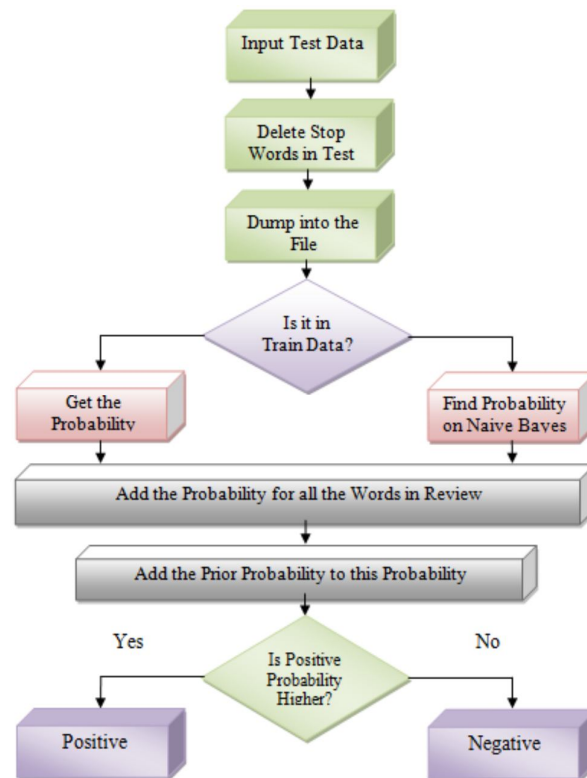 Input Test Data
Delete Stop
Words in Test
Dump into the
File
Is it in
Train Data?
Get the
Probability
Find Probability
on Naive Bayes
Add the Probability for all the Words in Review
Add the Prior Probability to this Probability
Yes
No
Is Positive
Probability
Higher?
Positive
Negative